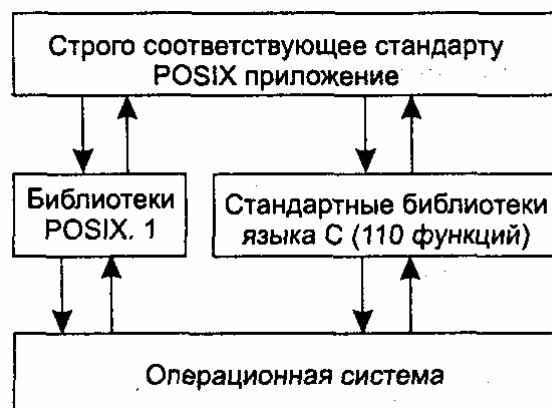 Строго соответствующее стандарту
POSIX приложение
Библиотеки
POSIX. 1
Стандартные библиотеки
языка С (110 функций)
Операционная система